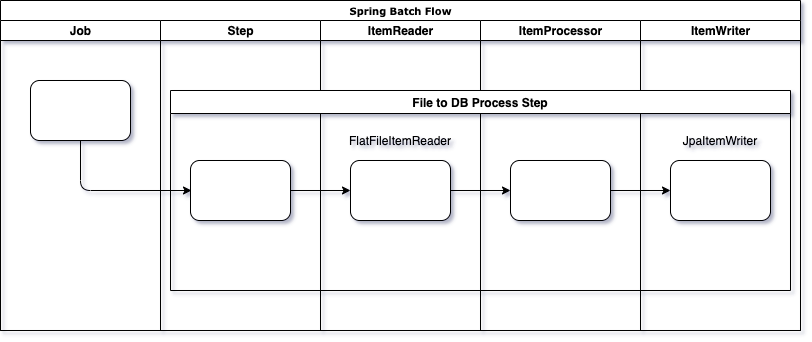 Spring Batch Flow
Job
Step
ItemReader
ItemProcessor
ItemWriter
File to DB Process Step
FlatFileItemReader
JpaItemWriter